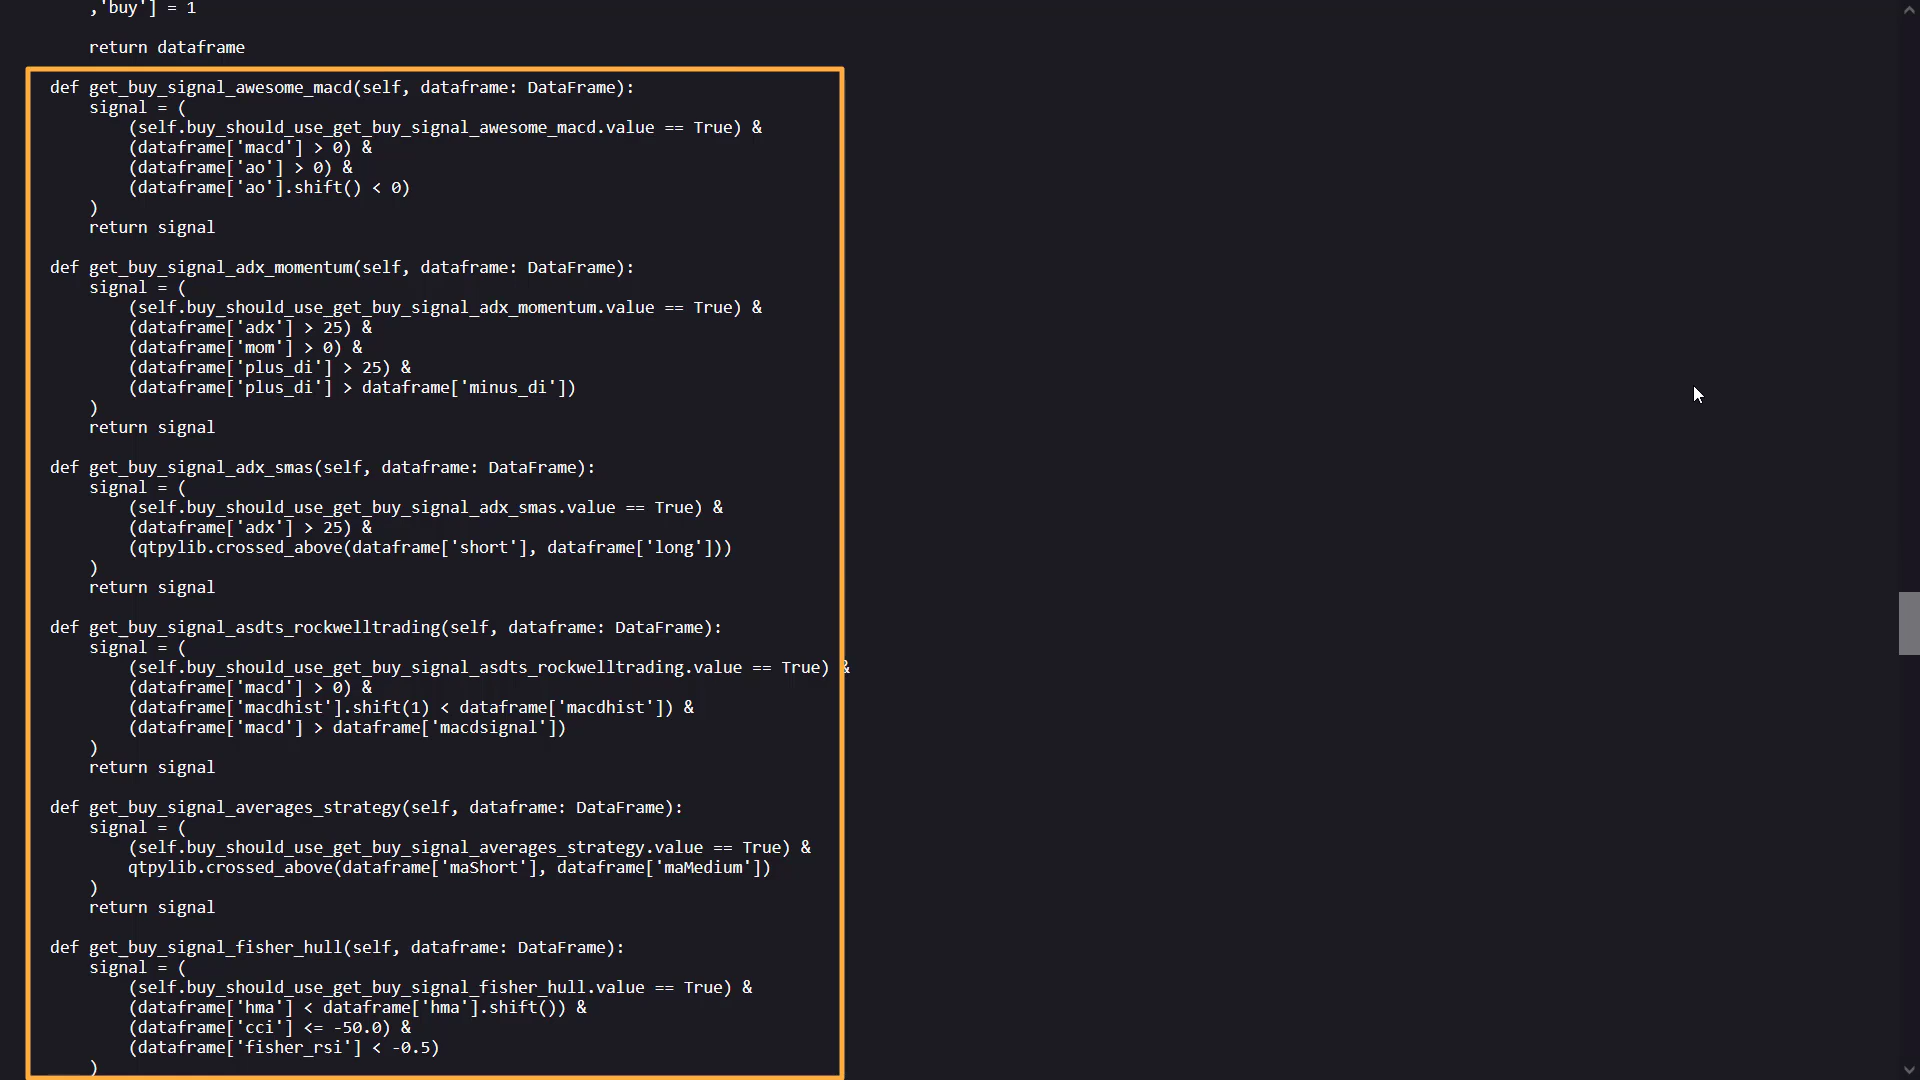 ,'buy'] = 1
return dataframe
def get_buy_signal_awesome_macd(self, dataframe: DataFrame):
signal = (
(self.buy_should_use_get_buy_signal_awesome_macd.value == True) &
(dataframe['macd'] > 0) &
(dataframe['ao'] > 0) &
(dataframe['ao'].shift() < 0)
)
return signal
def get_buy_signal_adx_momentum(self, dataframe: DataFrame):
signal = (
(self.buy_should_use_get_buy_signal_adx_momentum.value == True) &
(dataframe['adx'] > 25) &
(dataframe['mom'] > 0) &
(dataframe['plus_di'] > 25) &
(dataframe['plus_di'] > dataframe['minus_di'])
)
return signal
def get_buy_signal_adx_smas(self, dataframe: DataFrame):
signal = (
(self.buy_should_use_get_buy_signal_adx_smas.value == True) &
(dataframe['adx'] > 25) &
(qtpylib.crossed_above(dataframe['short'], dataframe['long']))
)
return signal
def get_buy_signal_asdts_rockwelltrading(self, dataframe: DataFrame):
signal = (
(self.buy_should_use_get_buy_signal_asdts_rockwelltrading.value == True) &
(dataframe['macd'] > 0) &
(dataframe['macdhist'].shift(1) < dataframe['macdhist']) &
(dataframe['macd'] > dataframe['macdsignal'])
)
return signal
def get_buy_signal_averages_strategy(self, dataframe: DataFrame):
signal = (
(self.buy_should_use_get_buy_signal_averages_strategy.value == True) &
qtpylib.crossed_above(dataframe['maShort'], dataframe['maMedium'])
)
return signal
def get_buy_signal_fisher_hull(self, dataframe: DataFrame):
signal = (
(self.buy_should_use_get_buy_signal_fisher_hull.value == True) &
(dataframe['hma'] < dataframe['hma'].shift()) &
(dataframe['cci'] <= -50.0) &
(dataframe['fisher_rsi'] < -0.5)
)